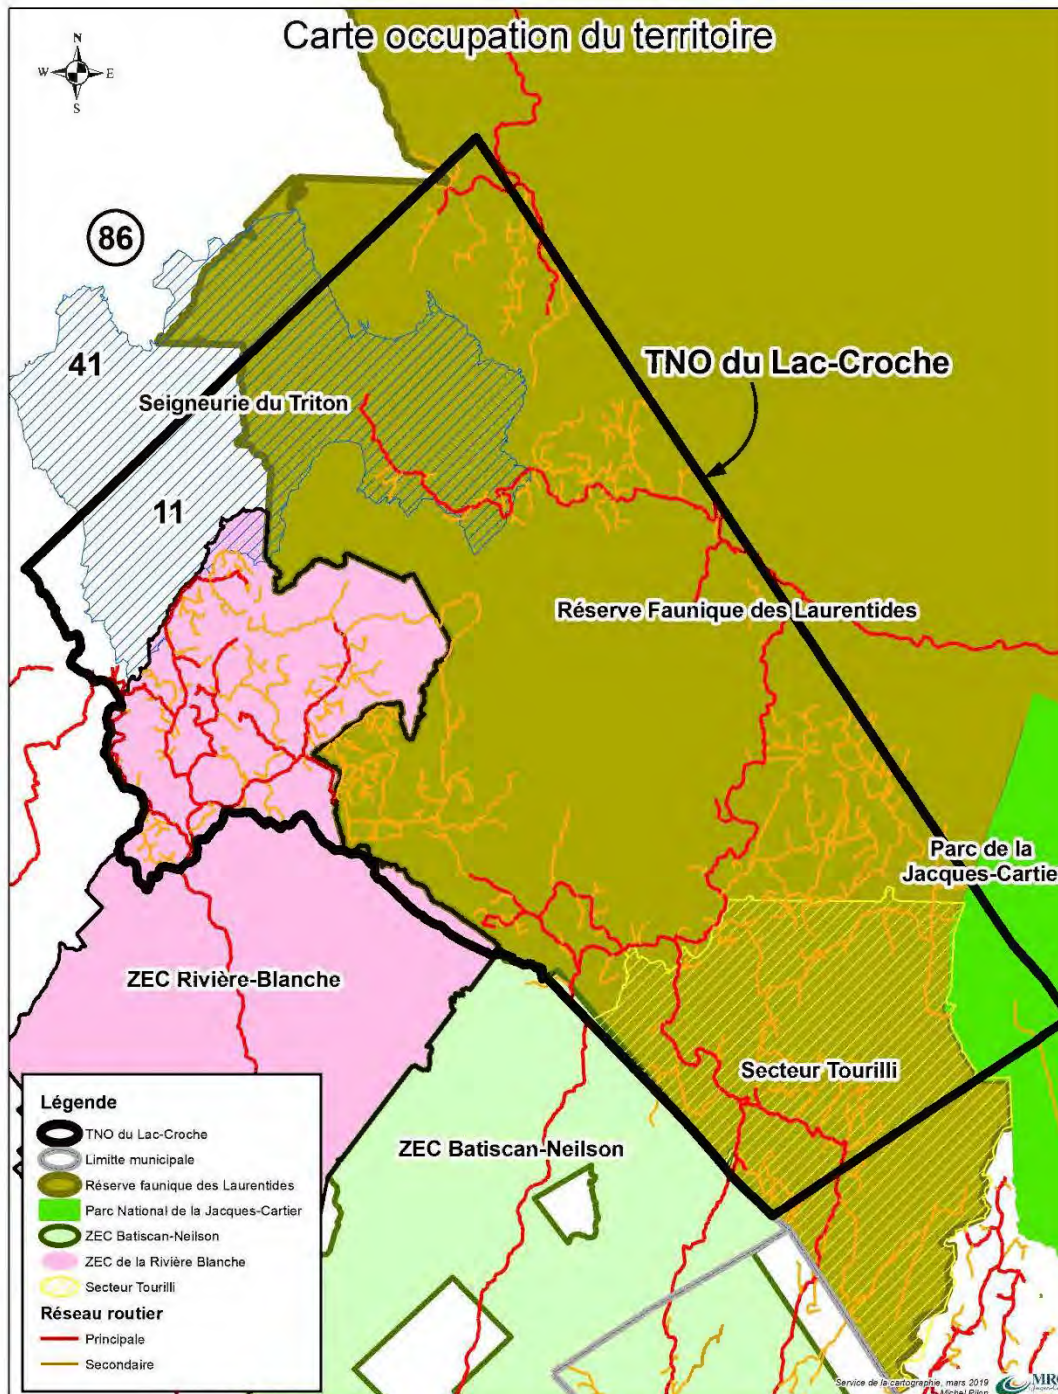 Carte occupation du territoire
N
W E
S
86
41
TNO du Lac-Croche
Seigneurie du Triton
11
Réserve Faunique des Laurentides
Parc de la
Jacques-Cartie
ZEC Rivière-Blanche
Secteur Tourilli
ZEC Batiscan-Neilson
Légende
TNO du Lac-Croche
Limitte municipale
Réserve faunique des Laurentides
Parc National de la Jacques-Cartier
ZEC Batiscan-Neilson
ZEC de la Rivière Blanche
Secteur Tourilli
Réseau routier
Principale
Secondaire
Service de la cartographie, mars 2019
Michel Pilon